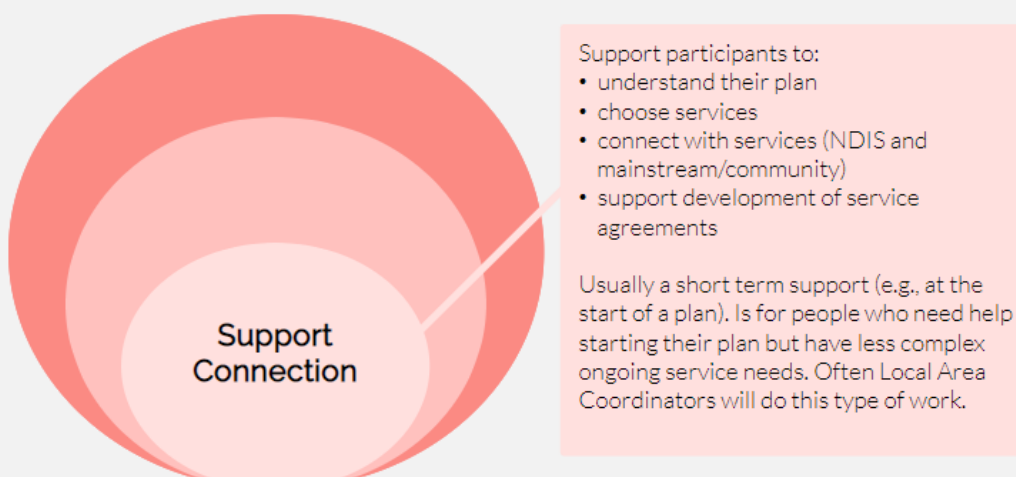 Support
Connection
Support participants to:
• understand their plan
• choose services
• connect with services (NDIS and
mainstream/community)
• support development of service
agreements
Usually a short term support (e.g., at the
start of a plan). Is for people who need help
starting their plan but have less complex
ongoing service needs. Often Local Area
Coordinators will do this type of work.